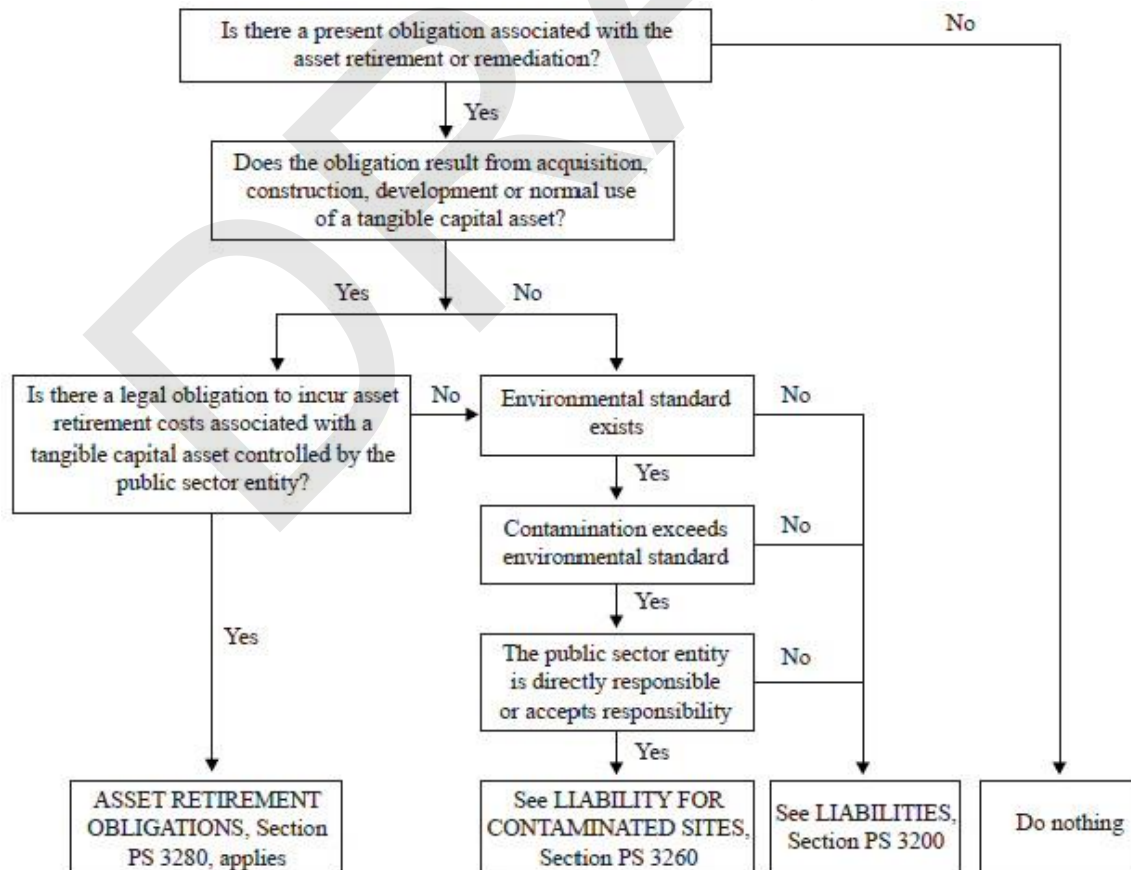 Is there a present obligation associated with the
asset retirement or remediation?
No
Yes
Does the obligation result from acquisition,
construction, development or normal use
of a tangible capital asset?
Yes
No
Is there a legal obligation to incur asset
retirement costs associated with a
tangible capital asset controlled by the
public sector entity?
No
Environmental standard
exists
No
Yes
Contamination exceeds
environmental standard
No
Yes
Yes
The public sector entity
is directly responsible
or accepts responsibility
No
Yes
ASSET RETIREMENT
OBLIGATIONS, Section
PS 3280, applies
See LIABILITY FOR
CONTAMINATED SITES,
Section PS 3260
See LIABILITIES,
Section PS 3200
Do nothing
DRA